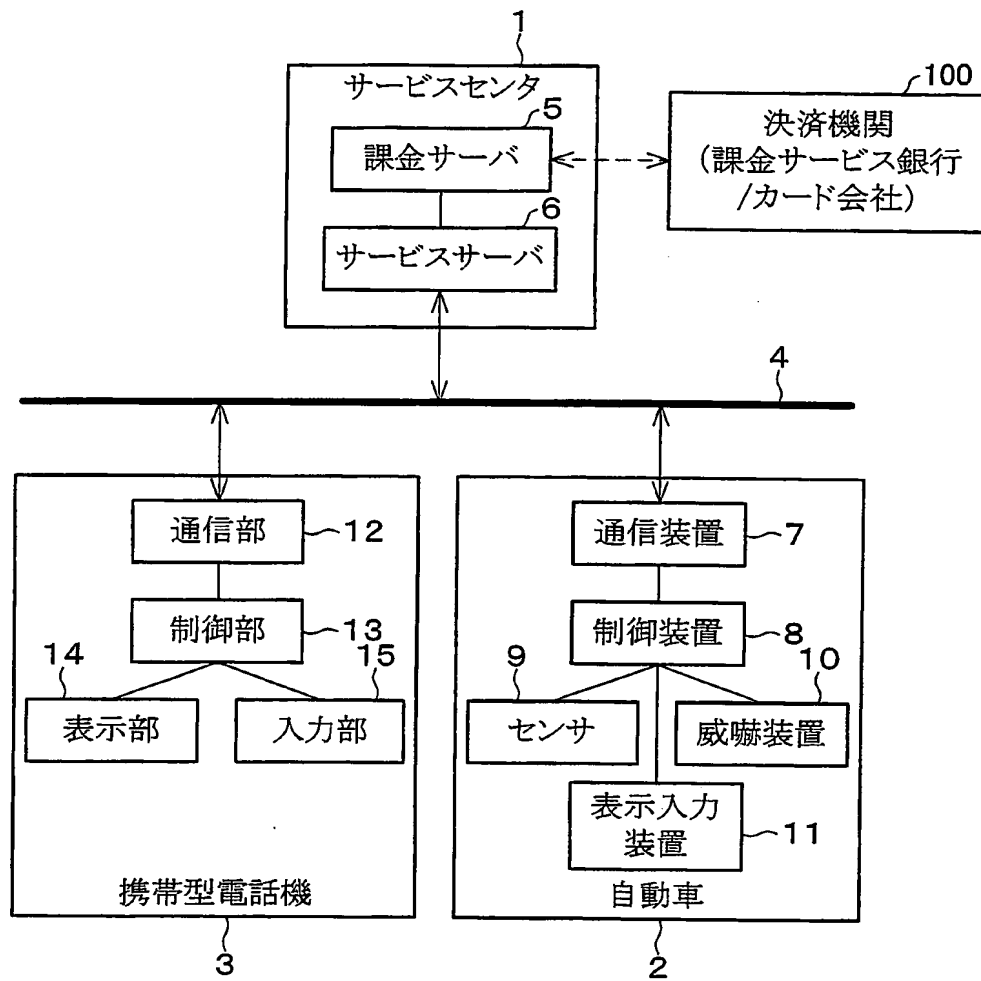 1
サービスセンタ
100
5
課金サーバ
決済機関
(課金サービス銀行
/カード会社)
6
サービスサーバ
4
通信部
12
通信装置
7
制御部
13
制御装置
8
14
15
9
10
表示部
入力部
センサ
威嚇装置
表示入力
装置
11
携帯型電話機
自動車
3
2